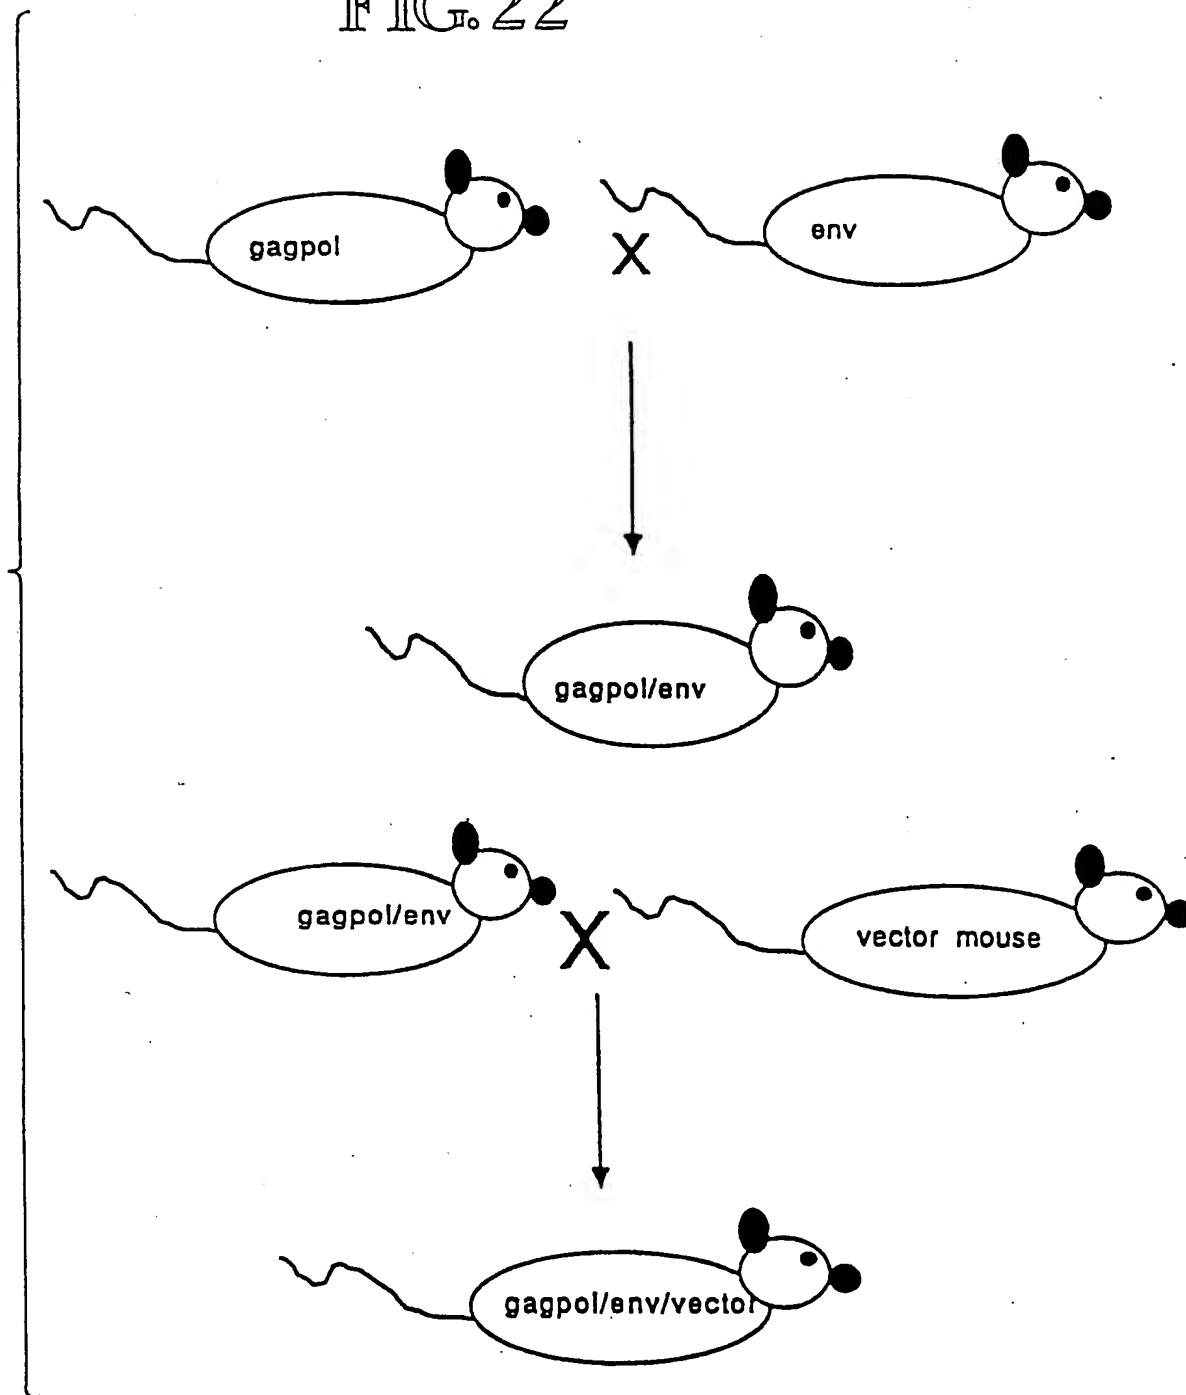 FIG. 22
gagpol
X
env
gagpol/env
gagpol/env
X
vector mouse
gagpol/env/vector